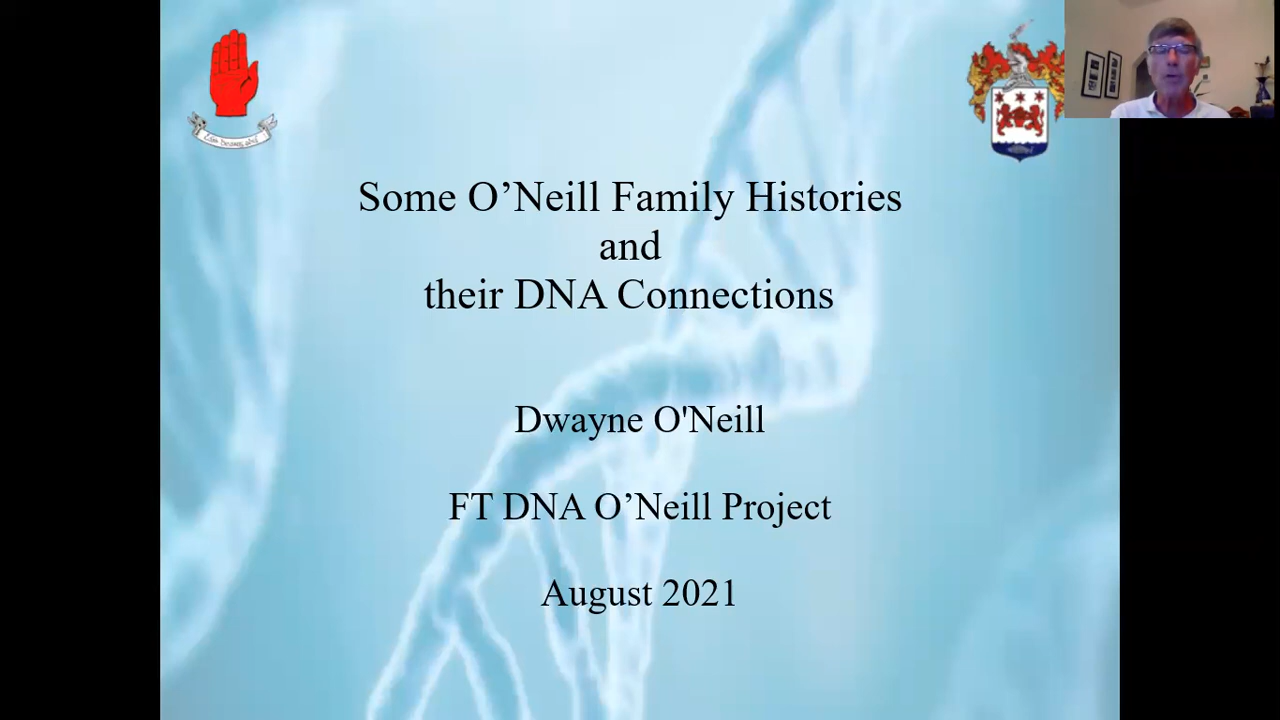 Some O’Neill Family Histories
and
their DNA Connections
Dwayne O'Neill
FT DNA O’Neill Project
August 2021